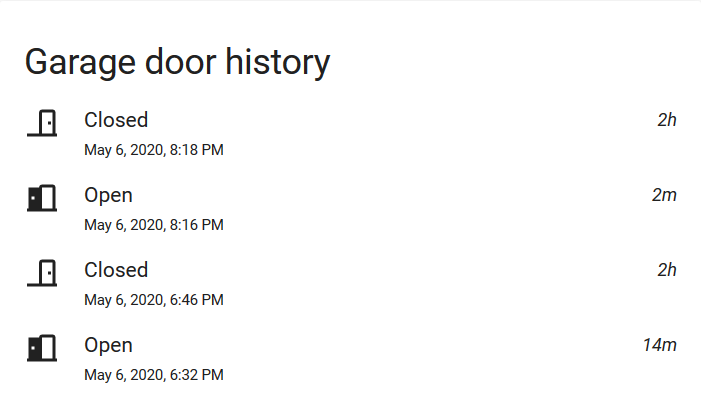 Garage door history
Closed 2h
May 6, 2020, 8:18 PM
Open 2m
May 6, 2020, 8:16 PM
Closed 2h
May 6, 2020, 6:46 PM
Open 14m
May 6, 2020, 6:32 PM